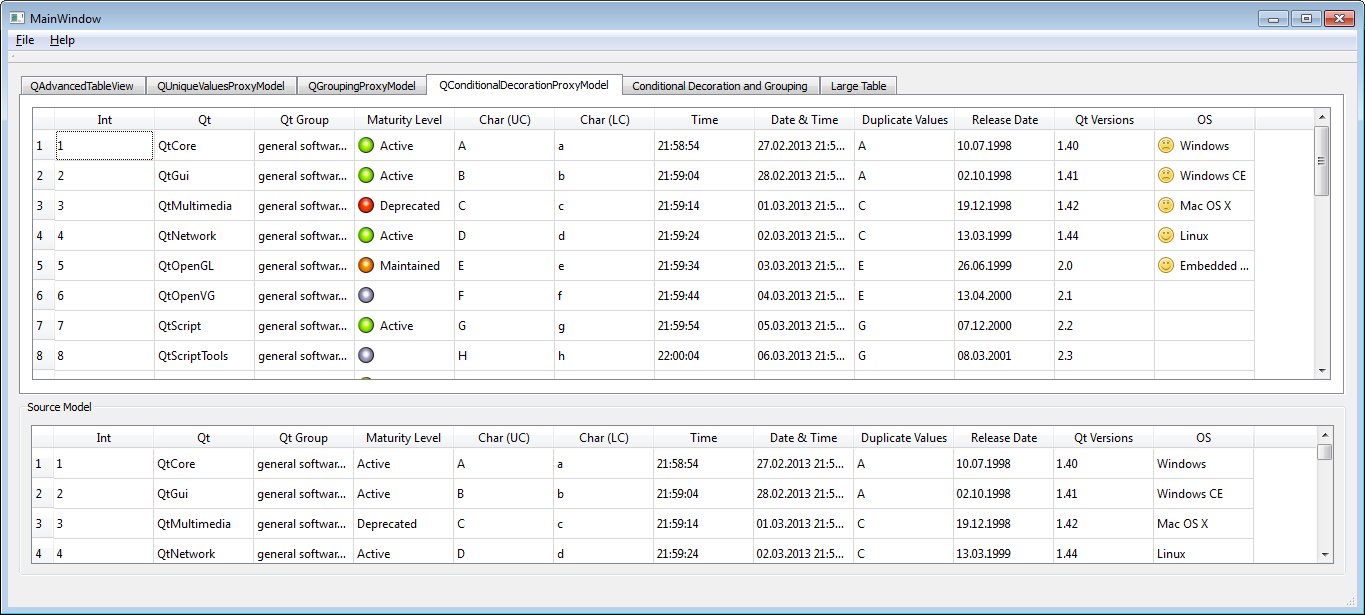 MainWindow
File Help
QAdvancedTableView QUniqueValuesProxyModel QGroupingProxyModel QConditionalDecorationProxyModel Conditional Decoration and Grouping Large Table
Int Qt Qt Group Maturity Level Char (UC) Char (LC) Time Date & Time Duplicate Values Release Date Qt Versions OS
1 1 QtCore general softwar... Active A a 21:58:54 27.02.2013 21:5... A 10.07.1998 1.40 Windows
2 2 QtGui general softwar... Active B b 21:59:04 28.02.2013 21:5... A 02.10.1998 1.41 Windows CE
3 3 QtMultimedia general softwar... Deprecated C c 21:59:14 01.03.2013 21:5... C 19.12.1998 1.42 Mac OS X
4 4 QtNetwork general softwar... Active D d 21:59:24 02.03.2013 21:5... C 13.03.1999 1.44 Linux
5 5 QtOpenGL general softwar... Maintained E e 21:59:34 03.03.2013 21:5... E 26.06.1999 2.0 Embedded ...
6 6 QtOpenVG general softwar... F f 21:59:44 04.03.2013 21:5... E 13.04.2000 2.1
7 7 QtScript general softwar... Active G g 21:59:54 05.03.2013 21:5... G 07.12.2000 2.2
8 8 QtScriptTools general softwar... H h 22:00:04 06.03.2013 21:5... G 08.03.2001 2.3
Source Model
Int Qt Qt Group Maturity Level Char (UC) Char (LC) Time Date & Time Duplicate Values Release Date Qt Versions OS
1 1 QtCore general softwar... Active A a 21:58:54 27.02.2013 21:5... A 10.07.1998 1.40 Windows
2 2 QtGui general softwar... Active B b 21:59:04 28.02.2013 21:5... A 02.10.1998 1.41 Windows CE
3 3 QtMultimedia general softwar... Deprecated C c 21:59:14 01.03.2013 21:5... C 19.12.1998 1.42 Mac OS X
4 4 QtNetwork general softwar... Active D d 21:59:24 02.03.2013 21:5... C 13.03.1999 1.44 Linux